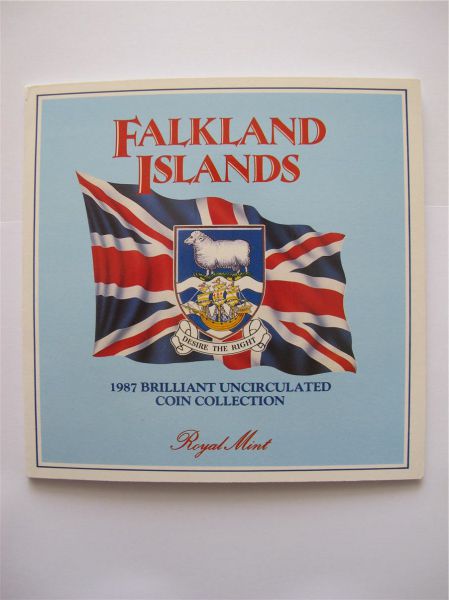 FALKLAND
ISLANDS
DESIRE THE RIGHT
1987 BRILLIANT UNCIRCULATED
COIN COLLECTION
Royal Mint